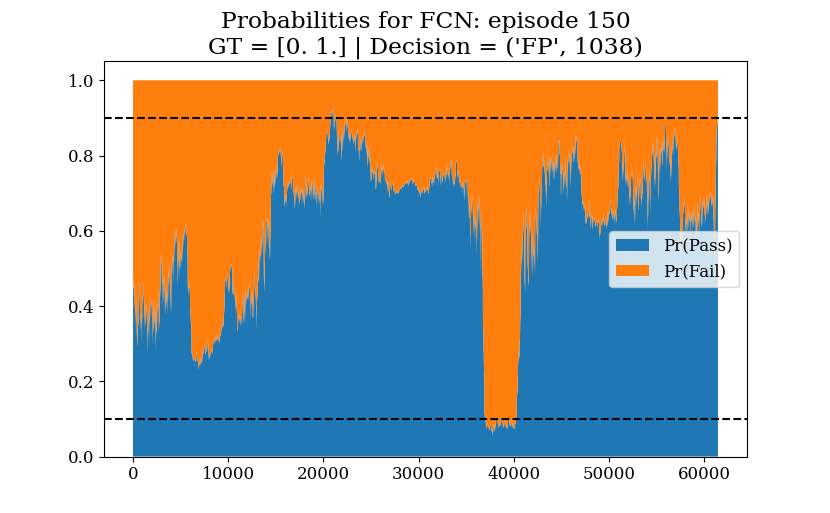 Probabilities for FCN: episode 150
GT = [0. 1.] | Decision = ('FP', 1038)
1.0
0.8
0.6
0.4
0.2
0.0
Pr(Pass)
Pr(Fail)
0 10000 20000 30000 40000 50000 60000